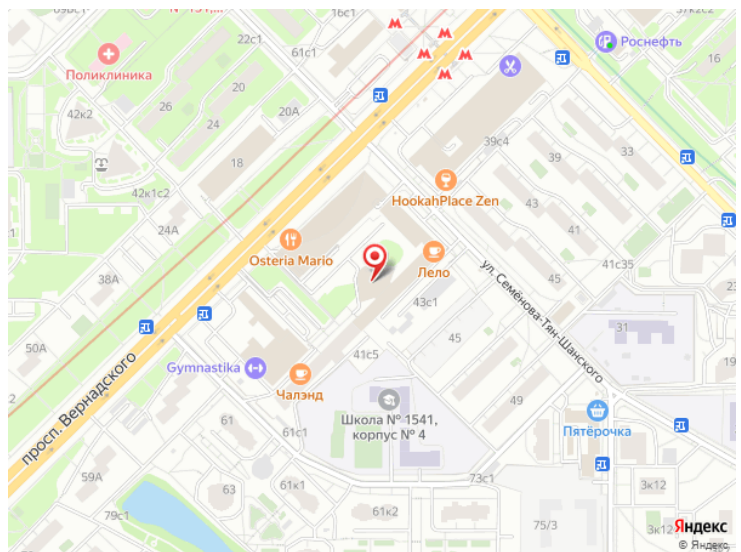 16с1
37к2с2
22с1
61с1
Роснефть
Поликлиника
16
26
20А
42к2
24
39с4
33
18
39
HookahPlace Zen
42к1с2
43
24А
Osteria Mario
Лело
45
41с35
38А
ул. Семёнова-Тян-Шанского
43с1
31
45
50А
41с5
Gymnastika
Чалэнд
просп. Вернадского
49
Школа № 1541,
корпус № 4
Пятёрочка
61
61с1
59А
73с1
63
61к1
3к12
79с1
61к2
75/3
3к12
Яндекс
© Яндекс